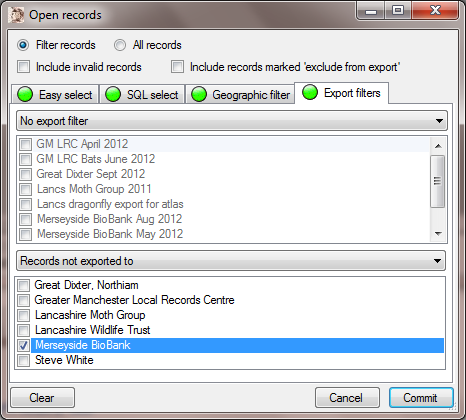 Open records
Filter records All records
Include invalid records Include records marked 'exclude from export'
Easy select SQL select Geographic filter Export filters
No export filter
GM LRC April 2012
GM LRC Bats June 2012
Great Dixter Sept 2012
Lancs Moth Group 2011
Lancs dragonfly export for atlas
Merseyside BioBank Aug 2012
Merseyside BioBank May 2012
Records not exported to
Great Dixter, Northiam
Greater Manchester Local Records Centre
Lancashire Moth Group
Lancashire Wildlife Trust
Merseyside BioBank
Steve White
Clear Cancel Commit